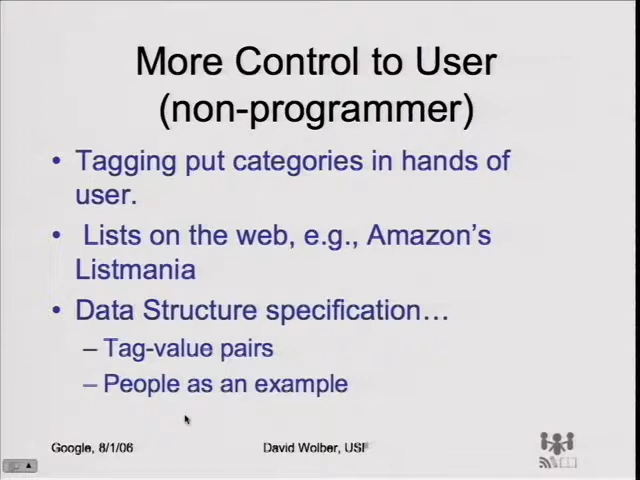 More Control to User
(non-programmer)
• Tagging put categories in hands of
user.
• Lists on the web, e.g., Amazon's
Listmania
• Data Structure specification…
– Tag-value pairs
– People as an example
Google, 8/1/06
David Wolber, USF